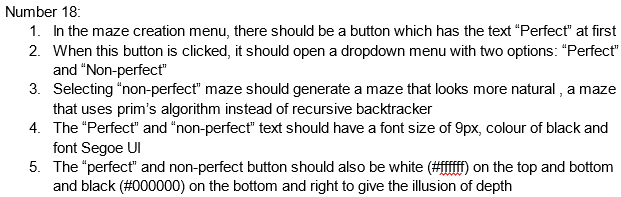 Number 18:
1. In the maze creation menu, there should be a button which has the text “Perfect” at first
2. When this button is clicked, it should open a dropdown menu with two options: “Perfect”
and “Non-perfect”
3. Selecting “non-perfect” maze should generate a maze that looks more natural , a maze
that uses prim’s algorithm instead of recursive backtracker
4. The “Perfect” and “non-perfect” text should have a font size of 9px, colour of black and
font Segoe UI
5. The “perfect” and non-perfect button should also be white (#ffffff) on the top and bottom
and black (#000000) on the bottom and right to give the illusion of depth